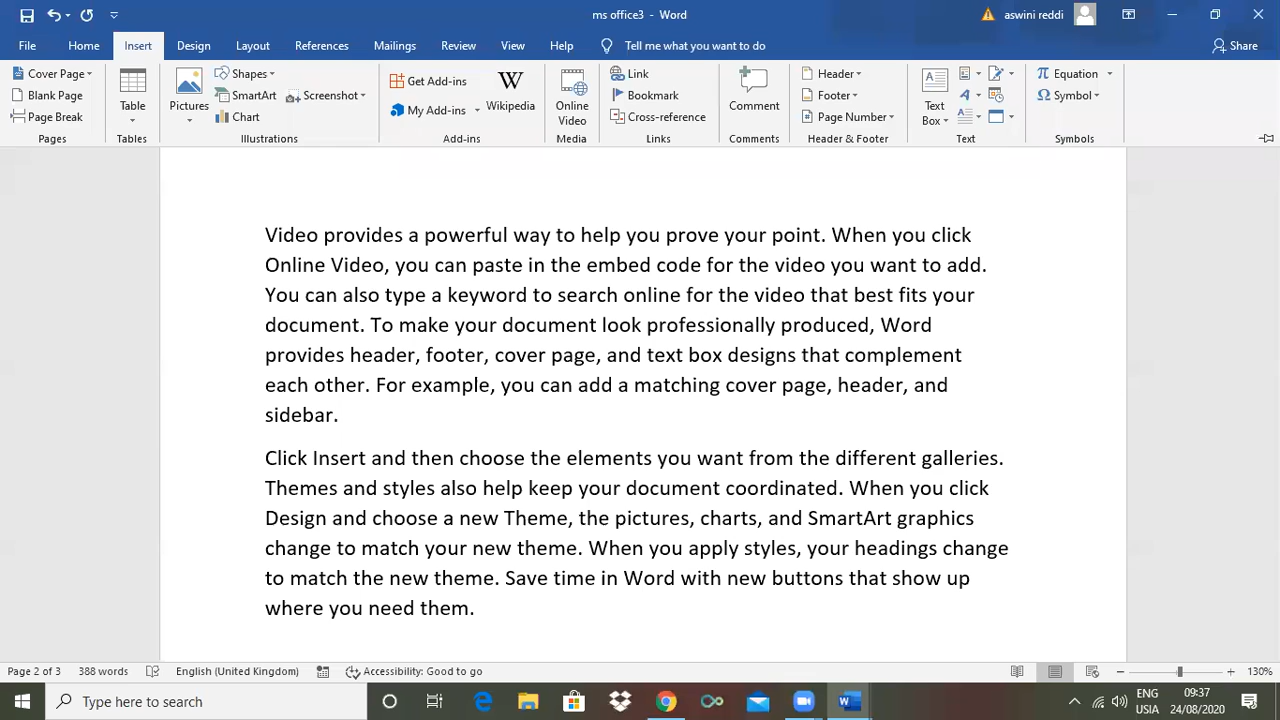 ms office3 - Word
aswini reddi
File Home Insert Design Layout References Mailings Review View Help Tell me what you want to do Share
Cover Page
Blank Page
Page Break
Pages
Table
Tables
Pictures
Shapes
SmartArt
Chart
Screenshot
Illustrations
Get Add-ins
My Add-ins
W
Wikipedia
Add-ins
Online
Video
Media
Link
Bookmark
Cross-reference
Links
Comment
Comments
Header
Footer
Page Number
Header & Footer
Text
Box
Text
Equation
Symbol
Symbols
Video provides a powerful way to help you prove your point. When you click
Online Video, you can paste in the embed code for the video you want to add.
You can also type a keyword to search online for the video that best fits your
document. To make your document look professionally produced, Word
provides header, footer, cover page, and text box designs that complement
each other. For example, you can add a matching cover page, header, and
sidebar.
Click Insert and then choose the elements you want from the different galleries.
Themes and styles also help keep your document coordinated. When you click
Design and choose a new Theme, the pictures, charts, and SmartArt graphics
change to match your new theme. When you apply styles, your headings change
to match the new theme. Save time in Word with new buttons that show up
where you need them.
Page 2 of 3 388 words English (United Kingdom) Accessibility: Good to go 130%
Type here to search
ENG
USIA
09:37
24/08/2020